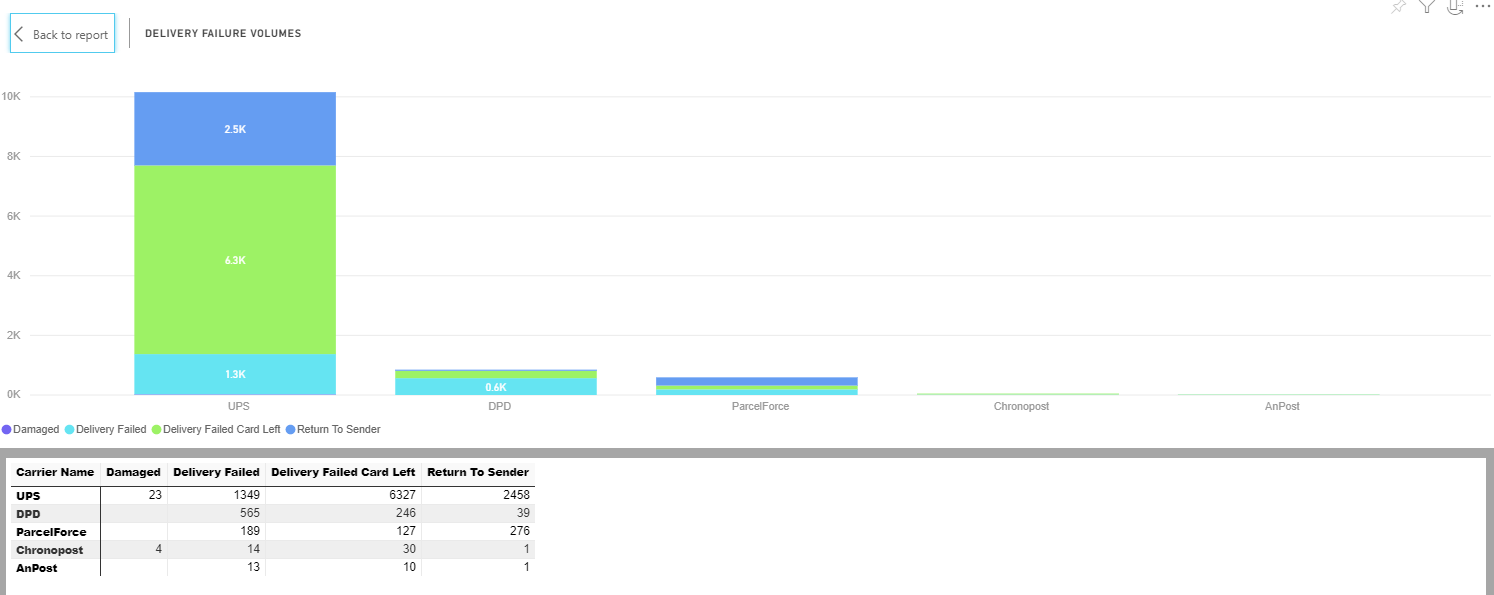 Back to report
DELIVERY FAILURE VOLUMES
10K
8K
6K
4K
2K
0K
2.5K
6.3K
1.3K
0.6K
UPS DPD ParcelForce Chronopost AnPost
Damaged Delivery Failed Delivery Failed Card Left Return To Sender
Carrier Name Damaged Delivery Failed Delivery Failed Card Left Return To Sender
UPS 23 1349 6327 2458
DPD 565 246 39
ParcelForce 189 127 276
Chronopost 4 14 30 1
AnPost 13 10 1